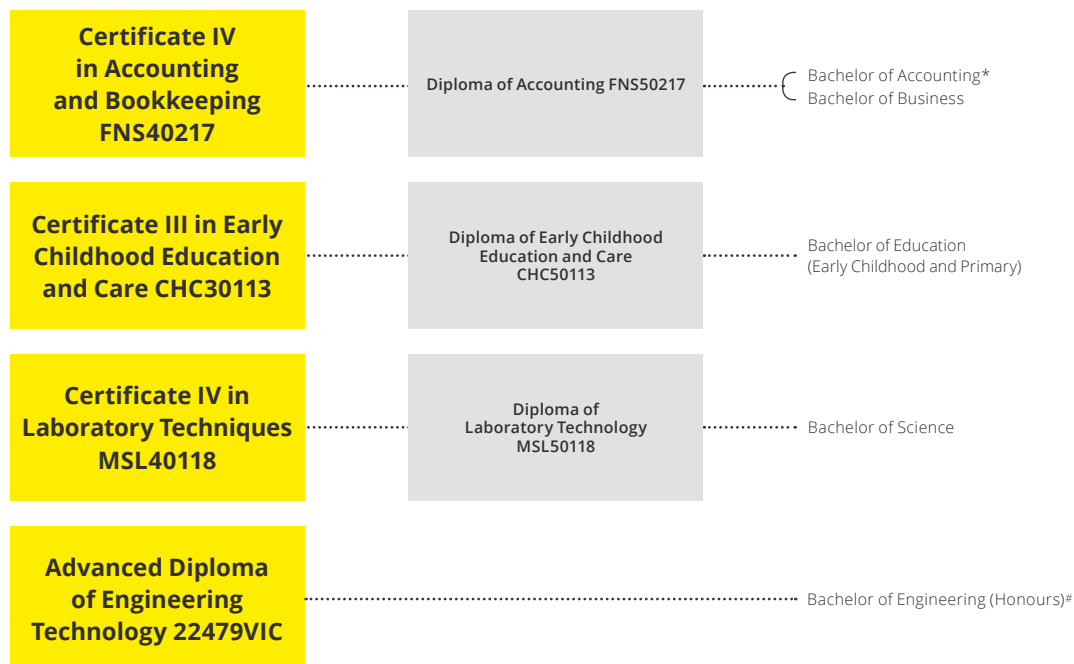 Certificate IV
in Accounting
and Bookkeeping
FNS40217
Diploma of Accounting FNS50217
Bachelor of Accounting*
Bachelor of Business
Certificate III in Early
Childhood Education
and Care CHC30113
Diploma of Early Childhood
Education and Care
CHC50113
Bachelor of Education
(Early Childhood and Primary)
Certificate IV in
Laboratory Techniques
MSL40118
Diploma of
Laboratory Technology
MSL50118
Bachelor of Science
Advanced Diploma
of Engineering
Technology 22479VIC
Bachelor of Engineering (Honours)#